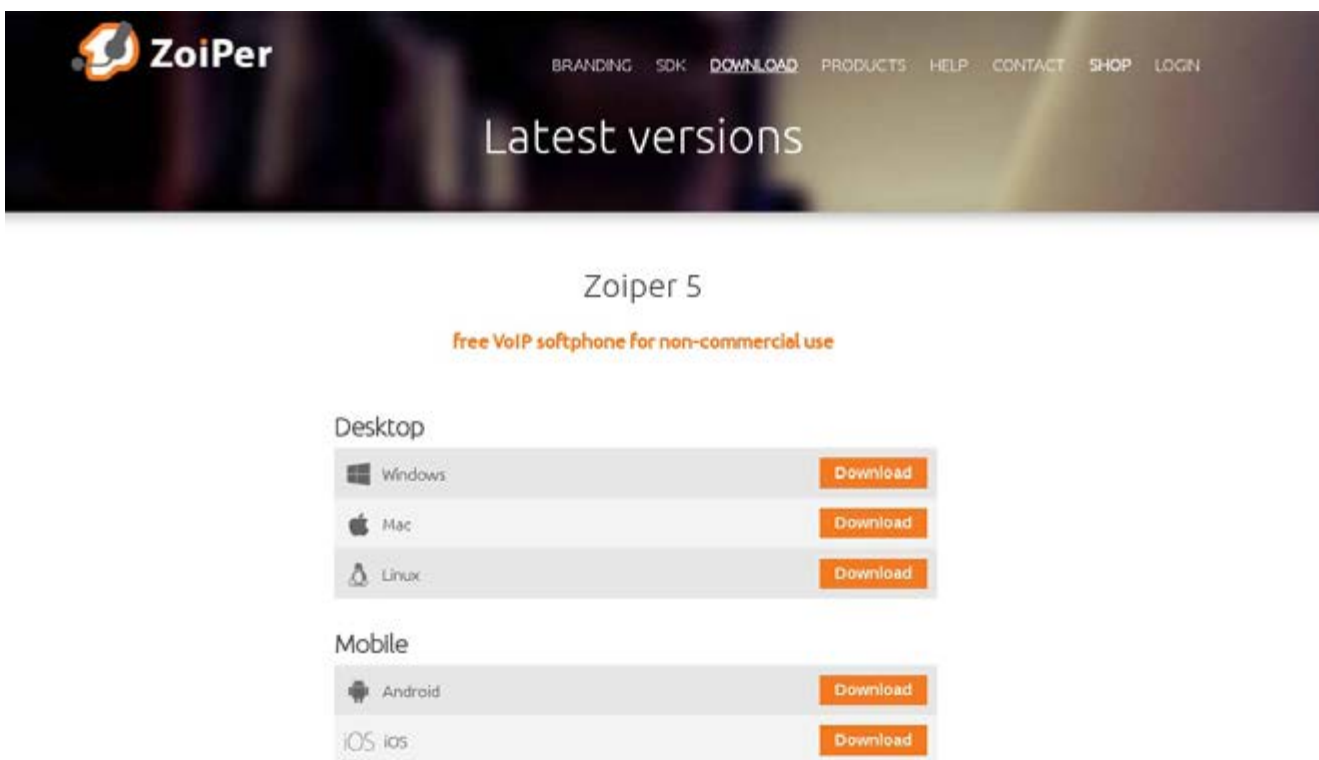 ZoiPer
BRANDING SDK DOWNLOAD PRODUCTS HELP CONTACT SHOP LOGIN
Latest versions
Zoiper 5
free VoIP softphone for non-commercial use
Desktop
Windows Download
Mac Download
Linux Download
Mobile
Android Download
iOS ios Download